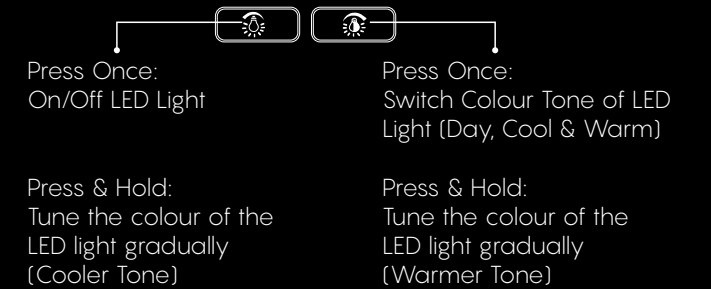 Press Once:
On/Off LED Light
Press & Hold:
Tune the colour of the
LED light gradually
(Cooler Tone)
Press Once:
Switch Colour Tone of LED
Light (Day, Cool & Warm)
Press & Hold:
Tune the colour of the
LED light gradually
(Warmer Tone)